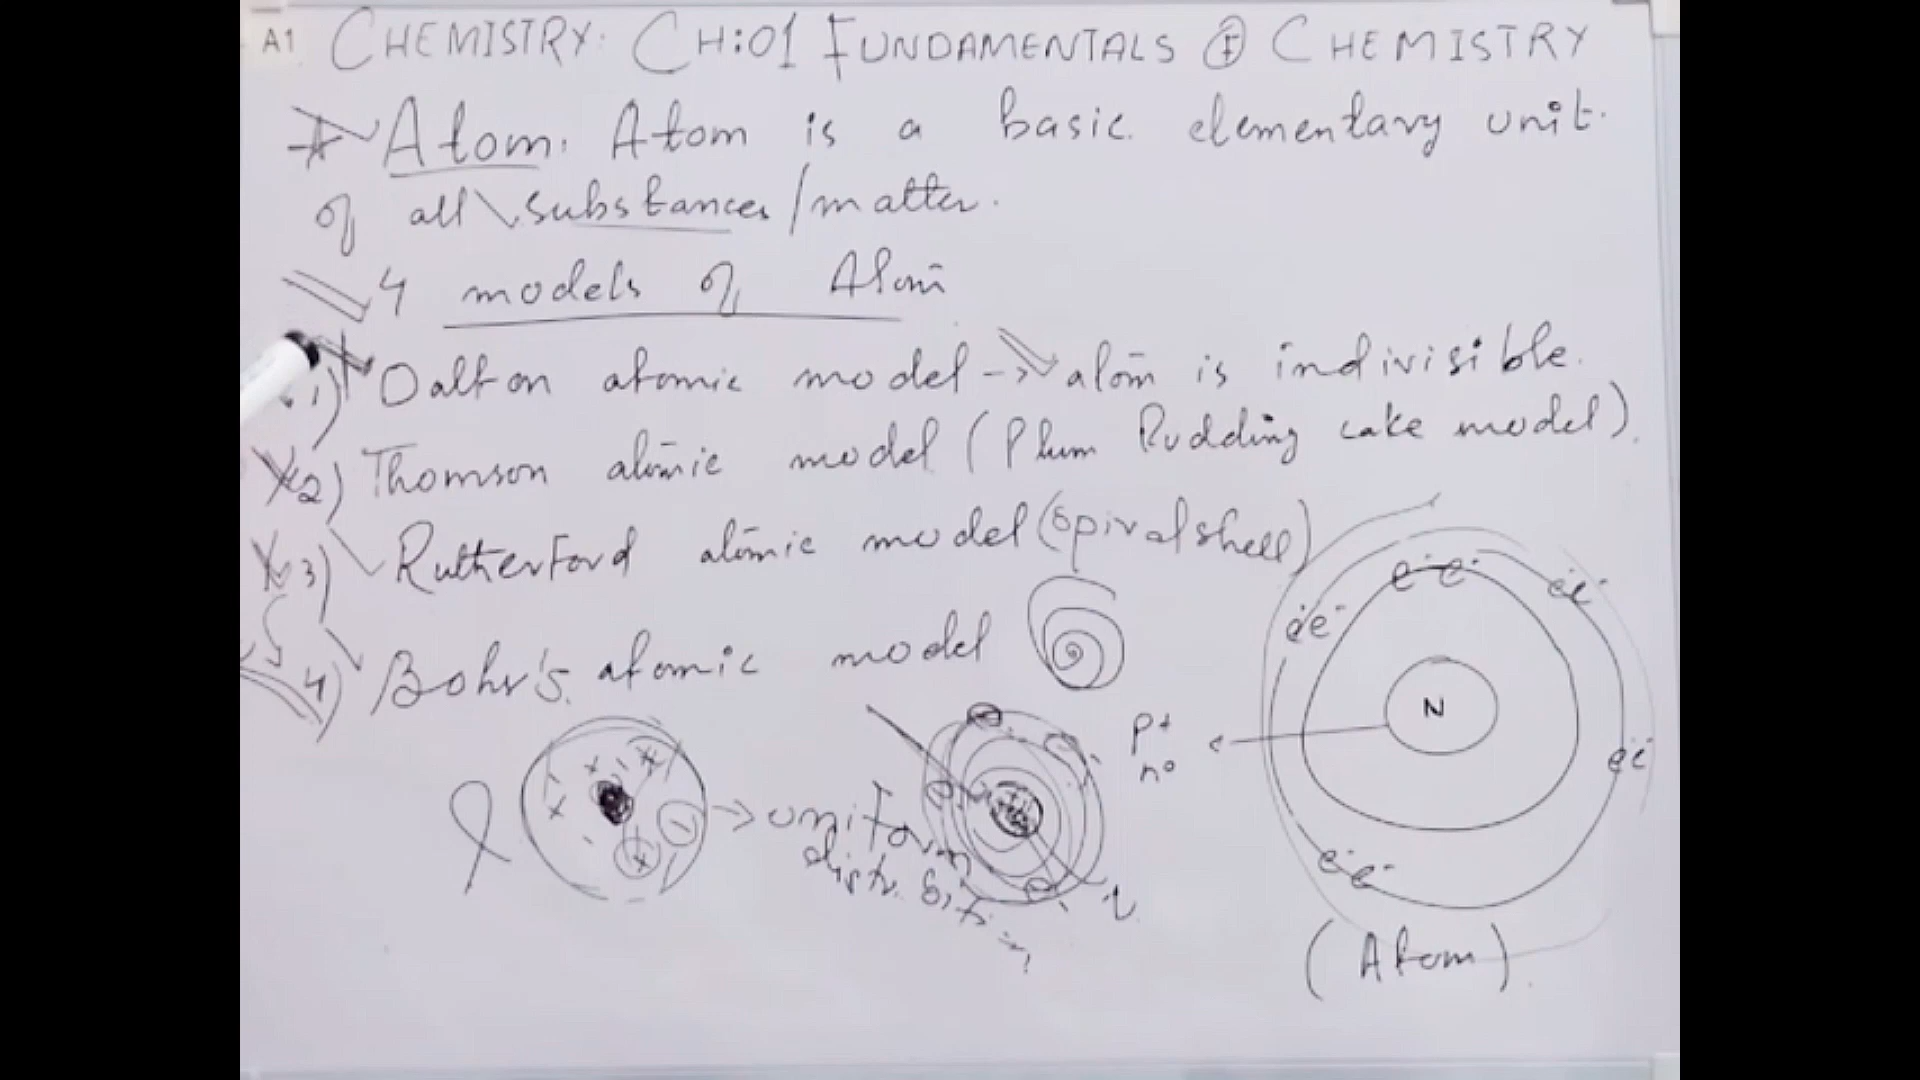 A1 CHEMISTRY: CH:01 FUNDAMENTALS OF CHEMISTRY
Atom. Atom is a basic elementary unit.
of all substances/matter.
4 models of Atom
1) Dalton atomic model -> atom is indivisible.
2) Thomson atomic model (Plum Pudding cake model).
3) Rutherford atomic model (spiral shell)
4) Bohr's atomic model
e- e-
e- e-
e- e-
N
P+
n°
e- e-
-> uniform
distribution
e- e-
(Atom)